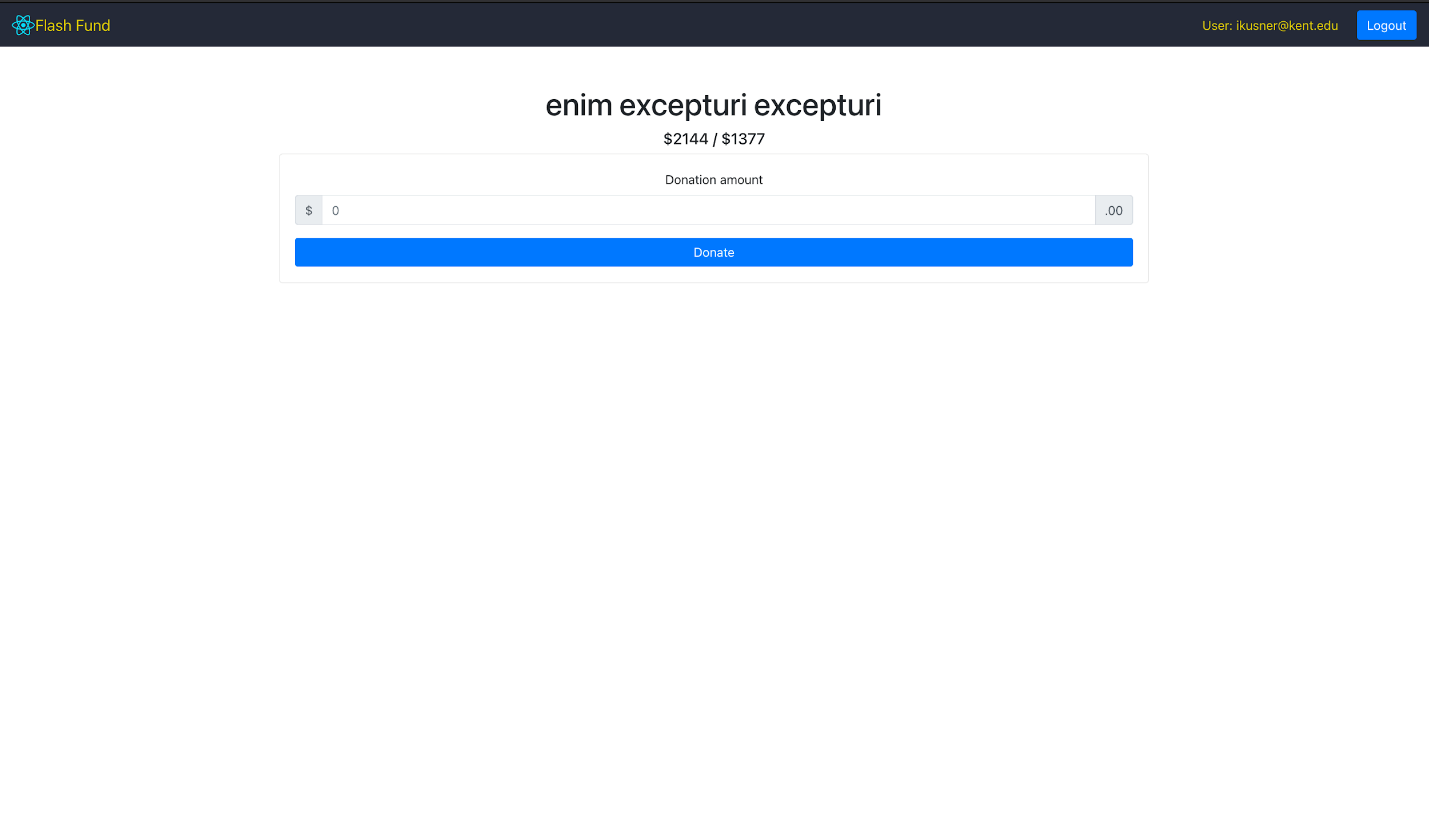 Flash Fund
User: ikusner@kent.edu
Logout
enim excepturi excepturi
$2144 / $1377
Donation amount
$ 0 .00
Donate